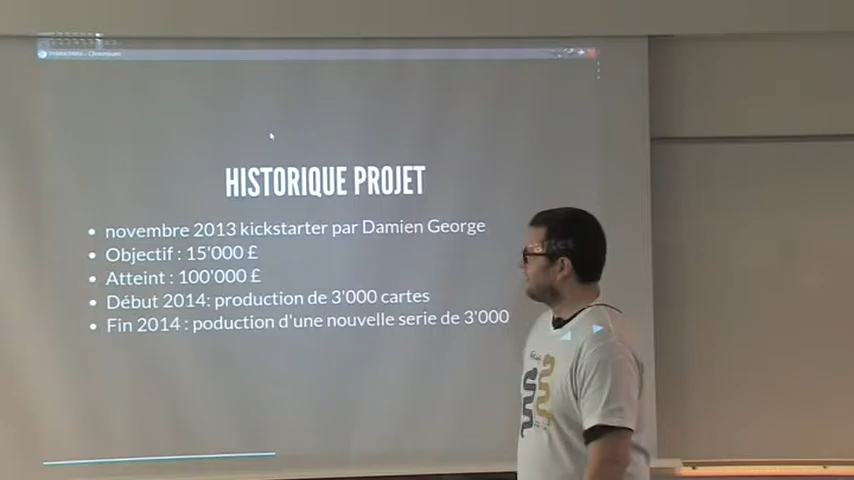 HISTORIQUE PROJET
novembre 2013 kickstarter par Damien George
Objectif : 15'000 £
Atteint : 100'000 £
Début 2014: production de 3'000 cartes
Fin 2014 : poduction d'une nouvelle serie de 3'000